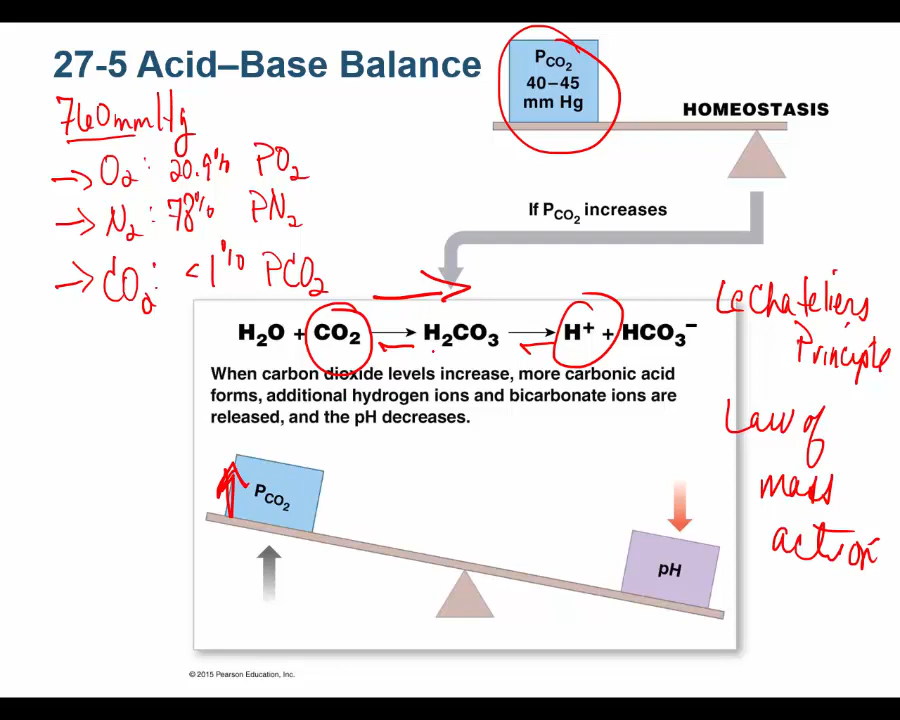 27-5 Acid–Base Balance
PCO₂
40–45
mm Hg
HOMEOSTASIS
760mmHg
→ O₂: 20.9% PO₂
→ N₂: 78% PN₂
→ CO₂: <1% PCO₂
If PCO₂ increases
H₂O + CO₂ → H₂CO₃ → H⁺ + HCO₃⁻
When carbon dioxide levels increase, more carbonic acid
forms, additional hydrogen ions and bicarbonate ions are
released, and the pH decreases.
LeChateliers
Principle
Law of
mass
action
PCO₂
pH
© 2015 Pearson Education, Inc.